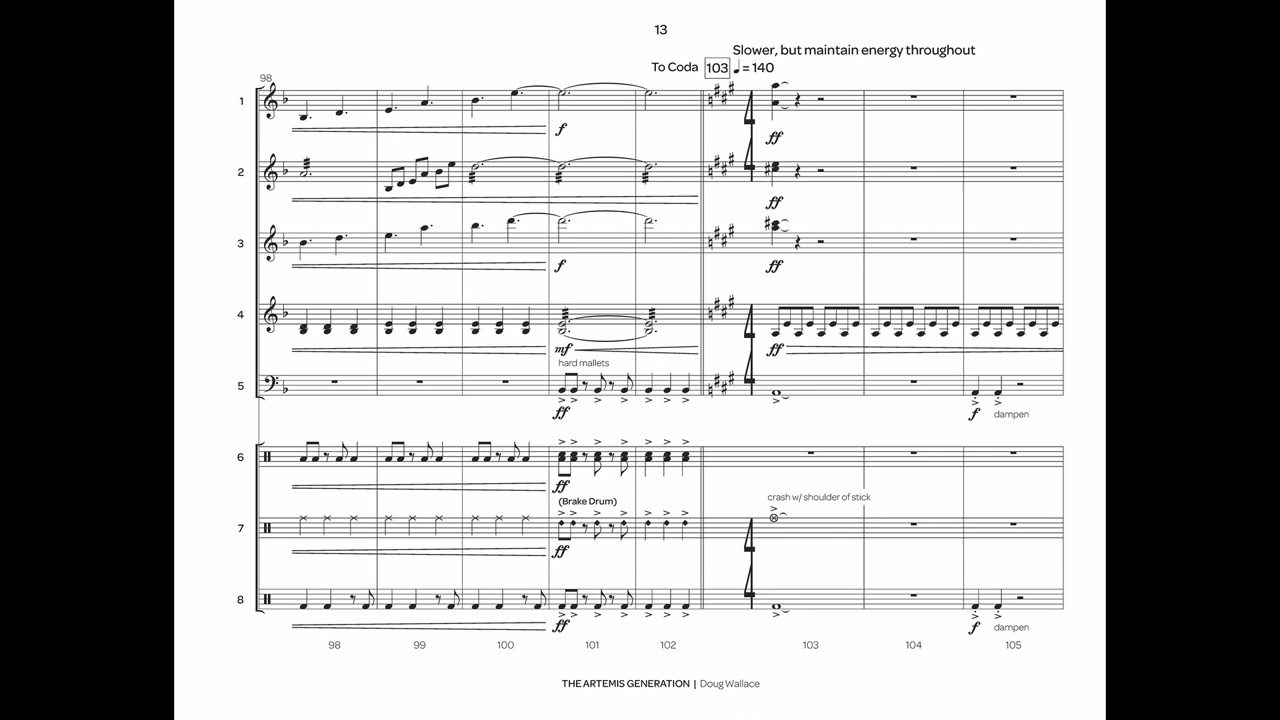 13
Slower, but maintain energy throughout
To Coda 103 ♩ = 140
98
1
f
ff
2
ff
3
f
ff
4
mf
ff
hard mallets
5
ff
f dampen
6
ff
(Brake Drum)
crash w/ shoulder of stick
7
ff
8
ff
f dampen
98 99 100 101 102 103 104 105
THE ARTEMIS GENERATION | Doug Wallace